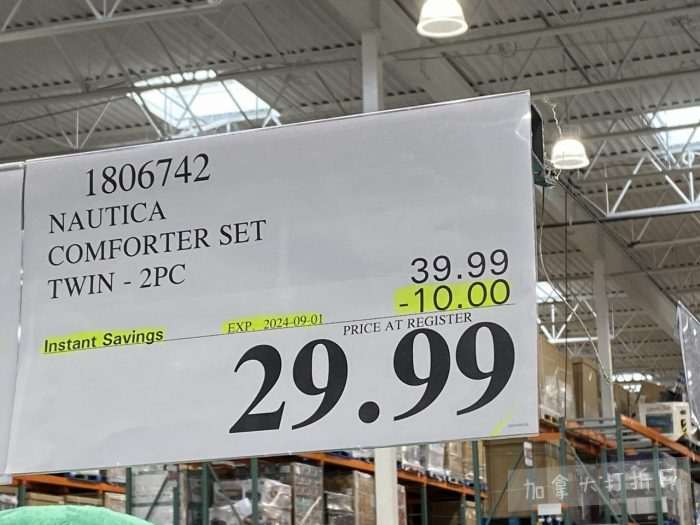 1806742
NAUTICA
COMFORTER SET
TWIN - 2PC
39.99
-10.00
Instant Savings
EXP. 2024-09-01
PRICE AT REGISTER
29.99
加拿大打折网